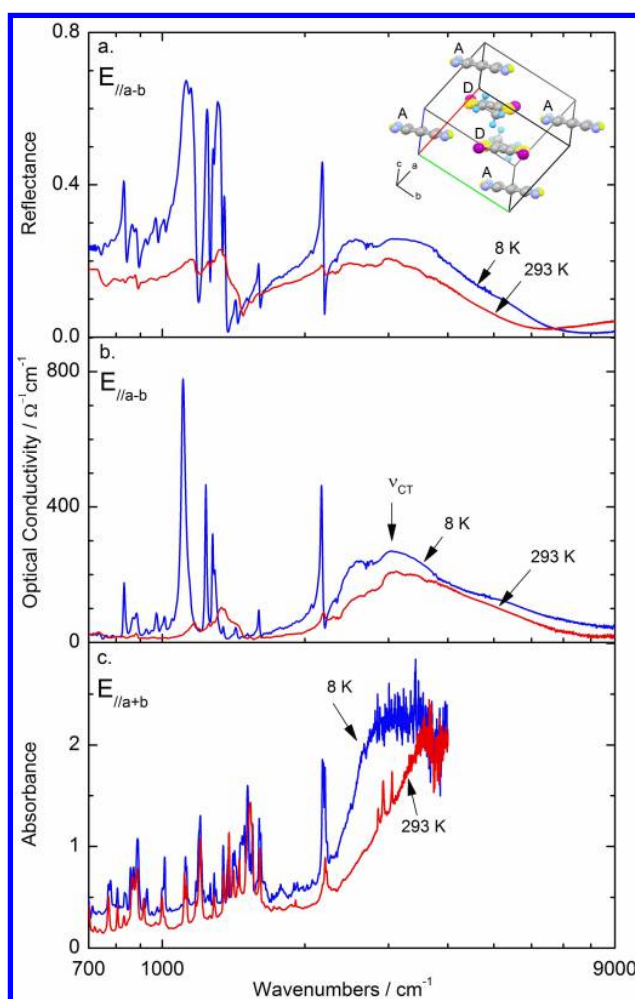 a.
E//a-b
0.8
0.4
0.0
Reflectance
A
D
A
A
D
A
c
a
b
8 K
293 K
b.
E//a-b
800
400
0
Optical Conductivity / Ω⁻¹cm⁻¹
νCT
8 K
293 K
c.
E//a+b
2
1
0
Absorbance
8 K
293 K
700
1000
9000
Wavenumbers / cm⁻¹